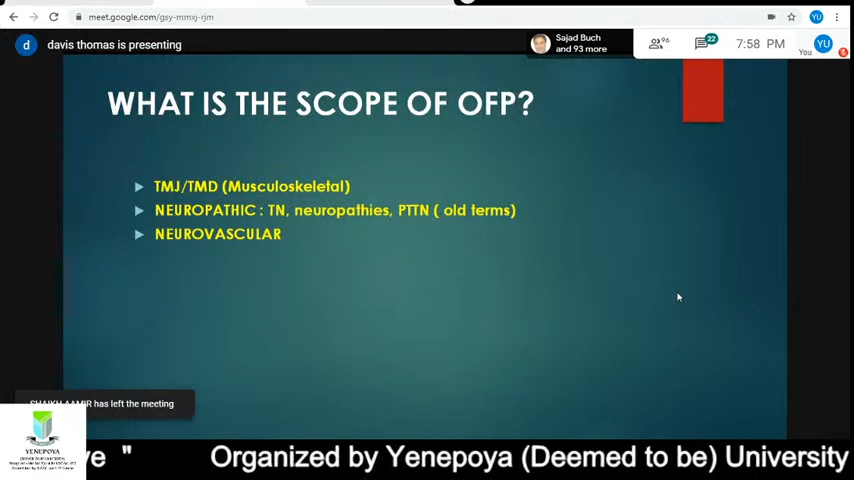 meet.google.com/gsy-mmxj-rjm
YU
d
davis thomas is presenting
Sajad Buch
and 93 more
96
22
7:58 PM
You
YU
WHAT IS THE SCOPE OF OFP?
TMJ/TMD (Musculoskeletal)
NEUROPATHIC : TN, neuropathies, PTTN ( old terms)
NEUROVASCULAR
SHAIKH AAMIR has left the meeting
YENEPOYA
ve " Organized by Yenepoya (Deemed to be) University